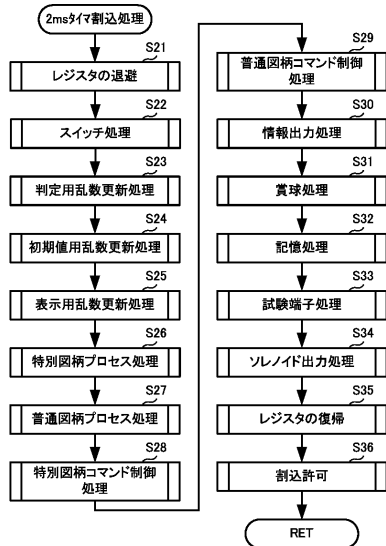 2msタイマ割込処理
S21
レジスタの退避
S22
スイッチ処理
S23
判定用乱数更新処理
S24
初期値用乱数更新処理
S25
表示用乱数更新処理
S26
特別図柄プロセス処理
S27
普通図柄プロセス処理
S28
特別図柄コマンド制御
処理
S29
普通図柄コマンド制御
処理
S30
情報出力処理
S31
賞球処理
S32
記憶処理
S33
試験端子処理
S34
ソレノイド出力処理
S35
レジスタの復帰
S36
割込許可
RET